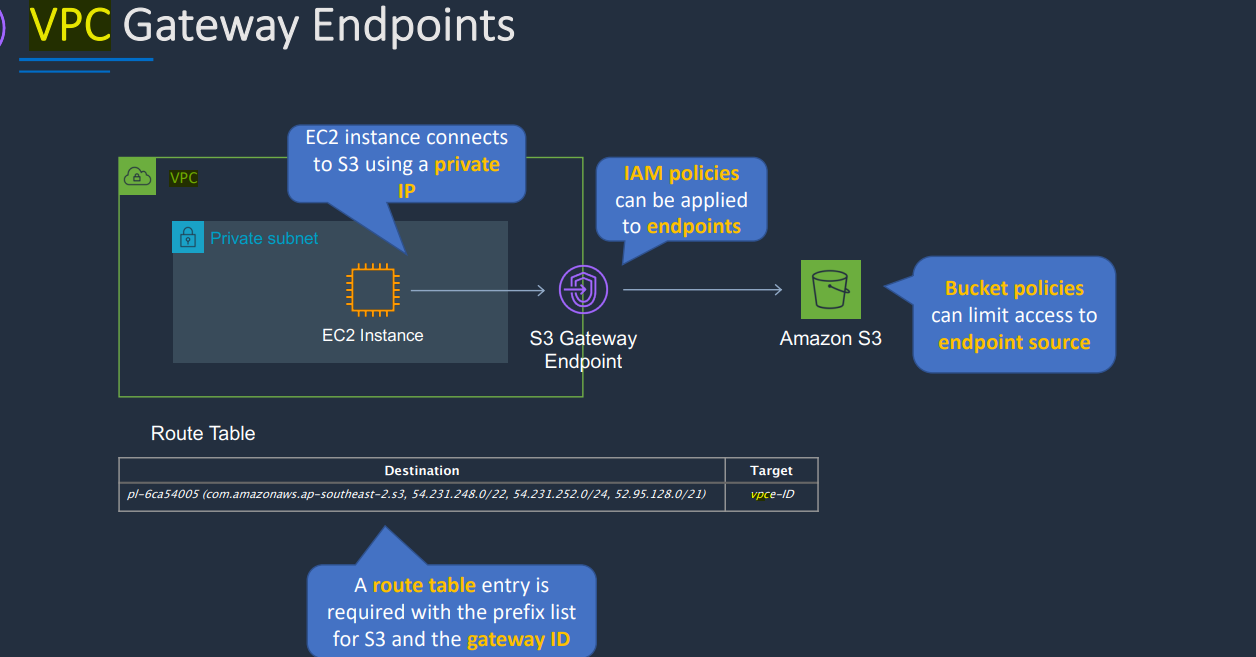 VPC Gateway Endpoints
EC2 instance connects
to S3 using a private
IP
IAM policies
can be applied
to endpoints
VPC
Private subnet
EC2 Instance
S3 Gateway
Endpoint
Amazon S3
Bucket policies
can limit access to
endpoint source
Route Table
Destination Target
pl-6ca54005 (com.amazonaws.ap-southeast-2.s3, 54.231.248.0/22, 54.231.252.0/24, 52.95.128.0/21) vpce-ID
A route table entry is
required with the prefix list
for S3 and the gateway ID